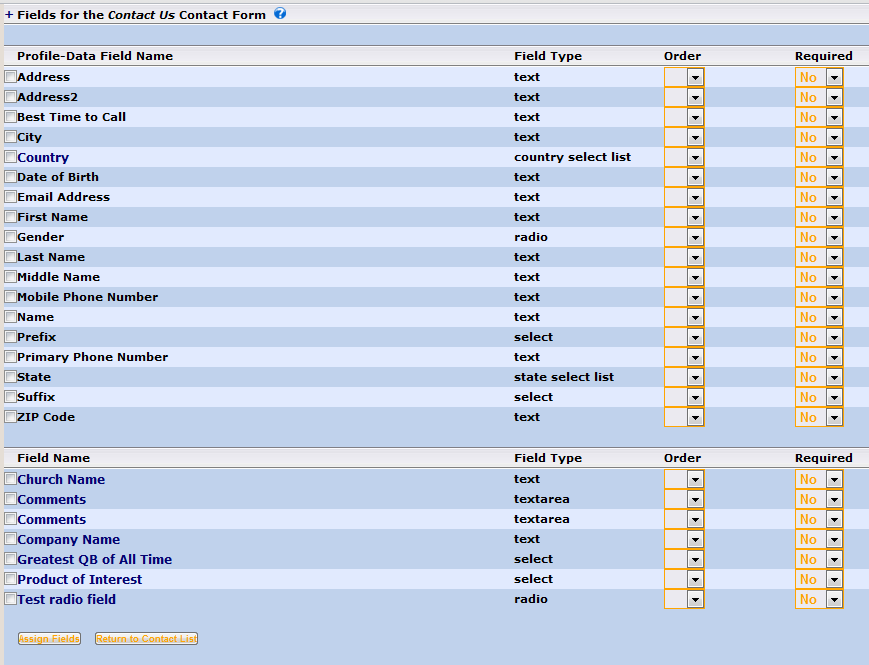 + Fields for the Contact Us Contact Form ?
Profile-Data Field Name Field Type Order Required
Address text No
Address2 text No
Best Time to Call text No
City text No
Country country select list No
Date of Birth text No
Email Address text No
First Name text No
Gender radio No
Last Name text No
Middle Name text No
Mobile Phone Number text No
Name text No
Prefix select No
Primary Phone Number text No
State state select list No
Suffix select No
ZIP Code text No
Field Name Field Type Order Required
Church Name text No
Comments textarea No
Comments textarea No
Company Name text No
Greatest QB of All Time select No
Product of Interest select No
Test radio field radio No
Assign Fields Return to Contact List